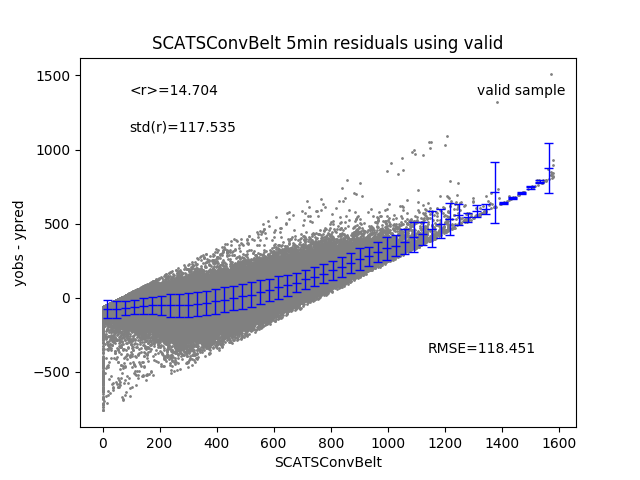 SCATSConvBelt 5min residuals using valid
<r>=14.704
valid sample
std(r)=117.535
RMSE=118.451
yobs - ypred
1500
1000
500
0
−500
0 200 400 600 800 1000 1200 1400 1600
SCATSConvBelt